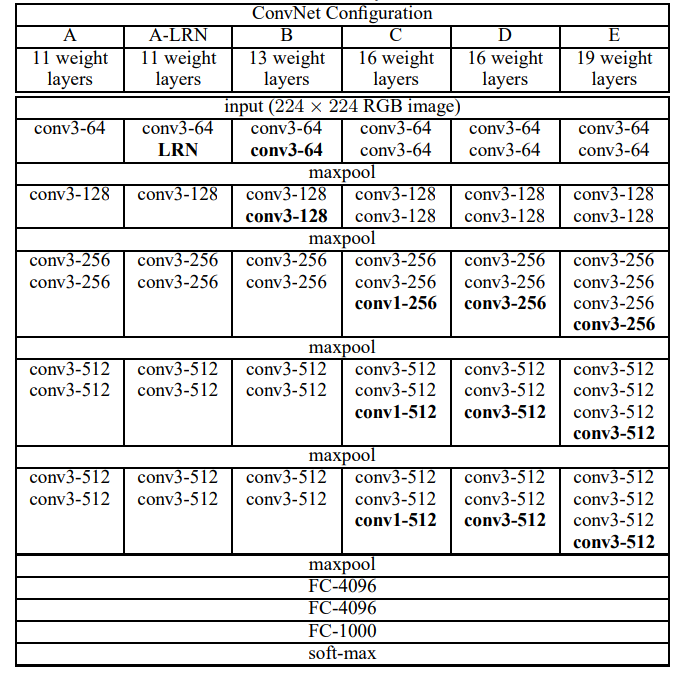 ConvNet Configuration
A A-LRN B C D E
11 weight 11 weight 13 weight 16 weight 16 weight 19 weight
layers layers layers layers layers layers
input (224 × 224 RGB image)
conv3-64 conv3-64 conv3-64 conv3-64 conv3-64 conv3-64
LRN conv3-64 conv3-64 conv3-64 conv3-64
maxpool
conv3-128 conv3-128 conv3-128 conv3-128 conv3-128 conv3-128
conv3-128 conv3-128 conv3-128 conv3-128
maxpool
conv3-256 conv3-256 conv3-256 conv3-256 conv3-256 conv3-256
conv3-256 conv3-256 conv3-256 conv3-256 conv3-256 conv3-256
conv1-256 conv3-256 conv3-256
conv3-256
maxpool
conv3-512 conv3-512 conv3-512 conv3-512 conv3-512 conv3-512
conv3-512 conv3-512 conv3-512 conv3-512 conv3-512 conv3-512
conv1-512 conv3-512 conv3-512
conv3-512
maxpool
conv3-512 conv3-512 conv3-512 conv3-512 conv3-512 conv3-512
conv3-512 conv3-512 conv3-512 conv3-512 conv3-512 conv3-512
conv1-512 conv3-512 conv3-512
conv3-512
maxpool
FC-4096
FC-4096
FC-1000
soft-max